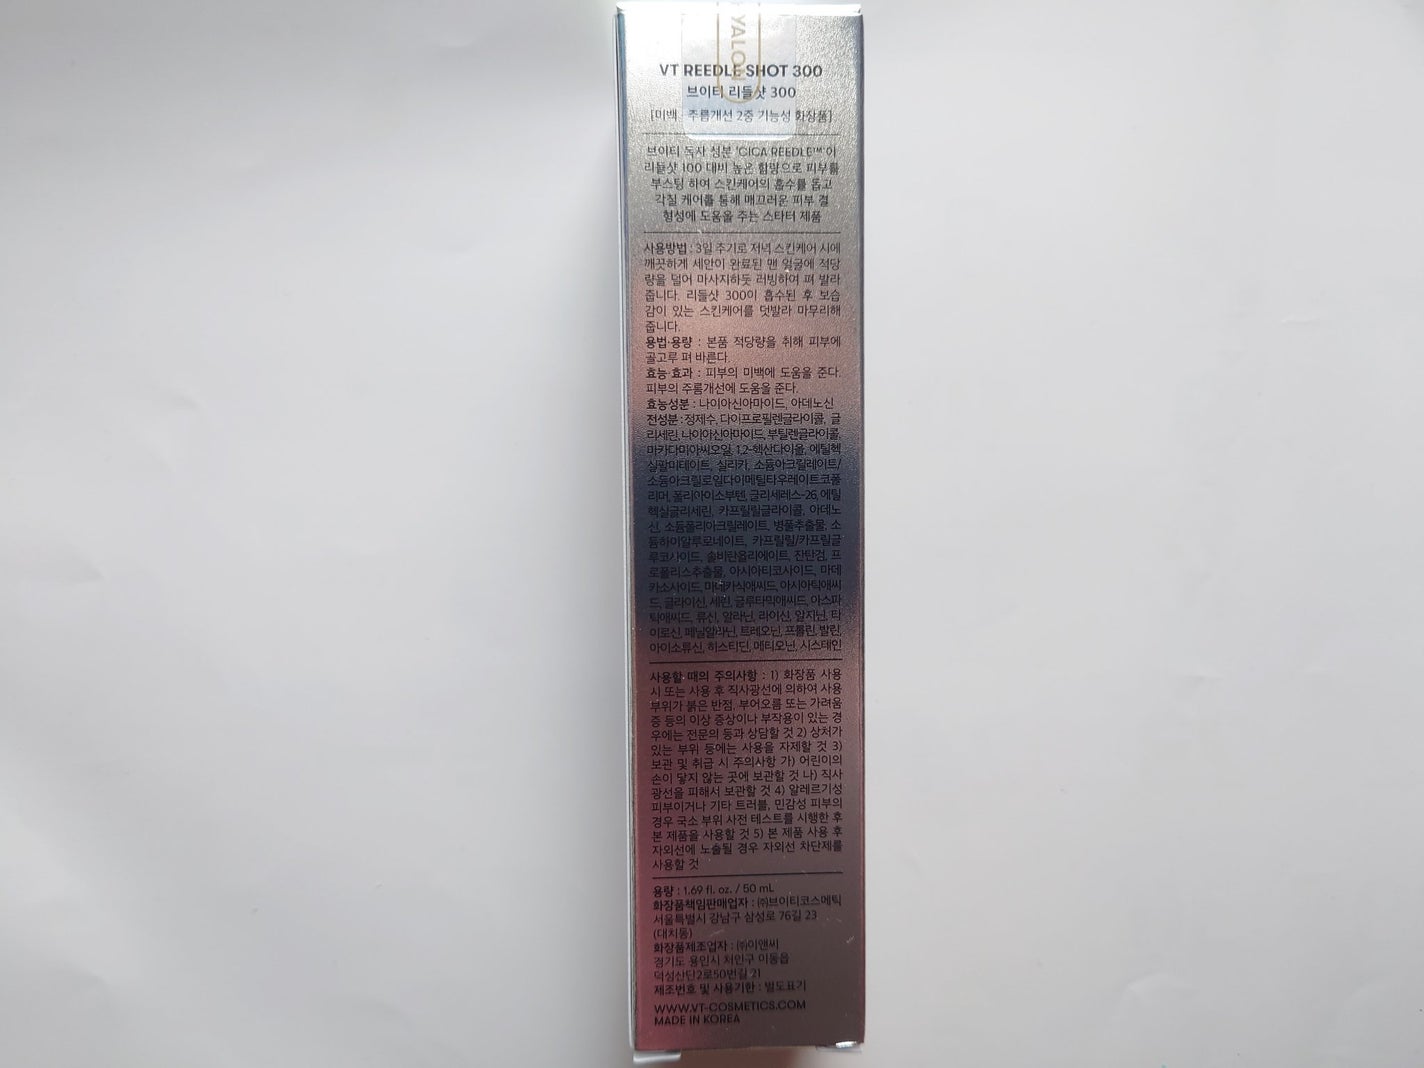 YALON
VT REEDLE SHOT 300
브이티 리들샷 300
[미백 · 주름개선 2중 기능성 화장품]
브이티 독자 성분 'CICA REEDLE™'이
리들샷 100 대비 높은 함량으로 피부를
부스팅 하여 스킨케어의 흡수를 돕고
각질 케어를 통해 매끄러운 피부 결
형성에 도움을 주는 스타터 제품
사용방법 : 3일 주기로 저녁 스킨케어 시에
깨끗하게 세안이 완료된 맨 얼굴에 적당
량을 덜어 마사지하듯 러빙하여 펴 발라
줍니다. 리들샷 300이 흡수된 후 보습
감이 있는 스킨케어를 덧발라 마무리해
줍니다.
용법·용량 : 본품 적당량을 취해 피부에
골고루 펴 바른다.
효능·효과 : 피부의 미백에 도움을 준다.
피부의 주름개선에 도움을 준다.
효능성분 : 나이아신아마이드, 아데노신
전성분 : 정제수, 다이프로필렌글라이콜, 글
리세린, 나이아신아마이드, 부틸렌글라이콜,
마카다미아씨오일, 1,2-헥산다이올, 에틸헥
실팔미테이트, 실리카, 소듐아크릴레이트/
소듐아크릴로일다이메틸타우레이트코폴
리머, 폴리아이소부텐, 글리세레스-26, 에틸
헥실글리세린, 카프릴릴글라이콜, 아데노
신, 소듐폴리아크릴레이트, 병풀추출물, 소
듐하이알루로네이트, 카프릴릴/카프릴글
루코사이드, 솔비탄올리에이트, 잔탄검, 프
로폴리스추출물, 아시아티코사이드, 마데
카소사이드, 마데카식애씨드, 아시아틱애씨
드, 글라이신, 세린, 글루타믹애씨드, 아스파
틱애씨드, 류신, 알라닌, 라이신, 알지닌, 타
이로신, 페닐알라닌, 트레오닌, 프롤린, 발린,
아이소류신, 히스티딘, 메티오닌, 시스테인
사용할 때의 주의사항 : 1) 화장품 사용
시 또는 사용 후 직사광선에 의하여 사용
부위가 붉은 반점, 부어오름 또는 가려움
증 등의 이상 증상이나 부작용이 있는 경
우에는 전문의 등과 상담할 것 2) 상처가
있는 부위 등에는 사용을 자제할 것 3)
보관 및 취급 시 주의사항 가) 어린이의
손이 닿지 않는 곳에 보관할 것 나) 직사
광선을 피해서 보관할 것 4) 알레르기성
피부이거나 기타 트러블, 민감성 피부의
경우 국소 부위 사전 테스트를 시행한 후
본 제품을 사용할 것 5) 본 제품 사용 후
자외선에 노출될 경우 자외선 차단제를
사용할 것
용량 : 1.69 fl. oz. / 50 mL
화장품책임판매업자 : ㈜브이티코스메틱
서울특별시 강남구 삼성로 76길 23
(대치동)
화장품제조업자 : ㈜이앤씨
경기도 용인시 처인구 이동읍
덕성산단2로50번길 21
제조번호 및 사용기한 : 별도표기
WWW.VT-COSMETICS.COM
MADE IN KOREA